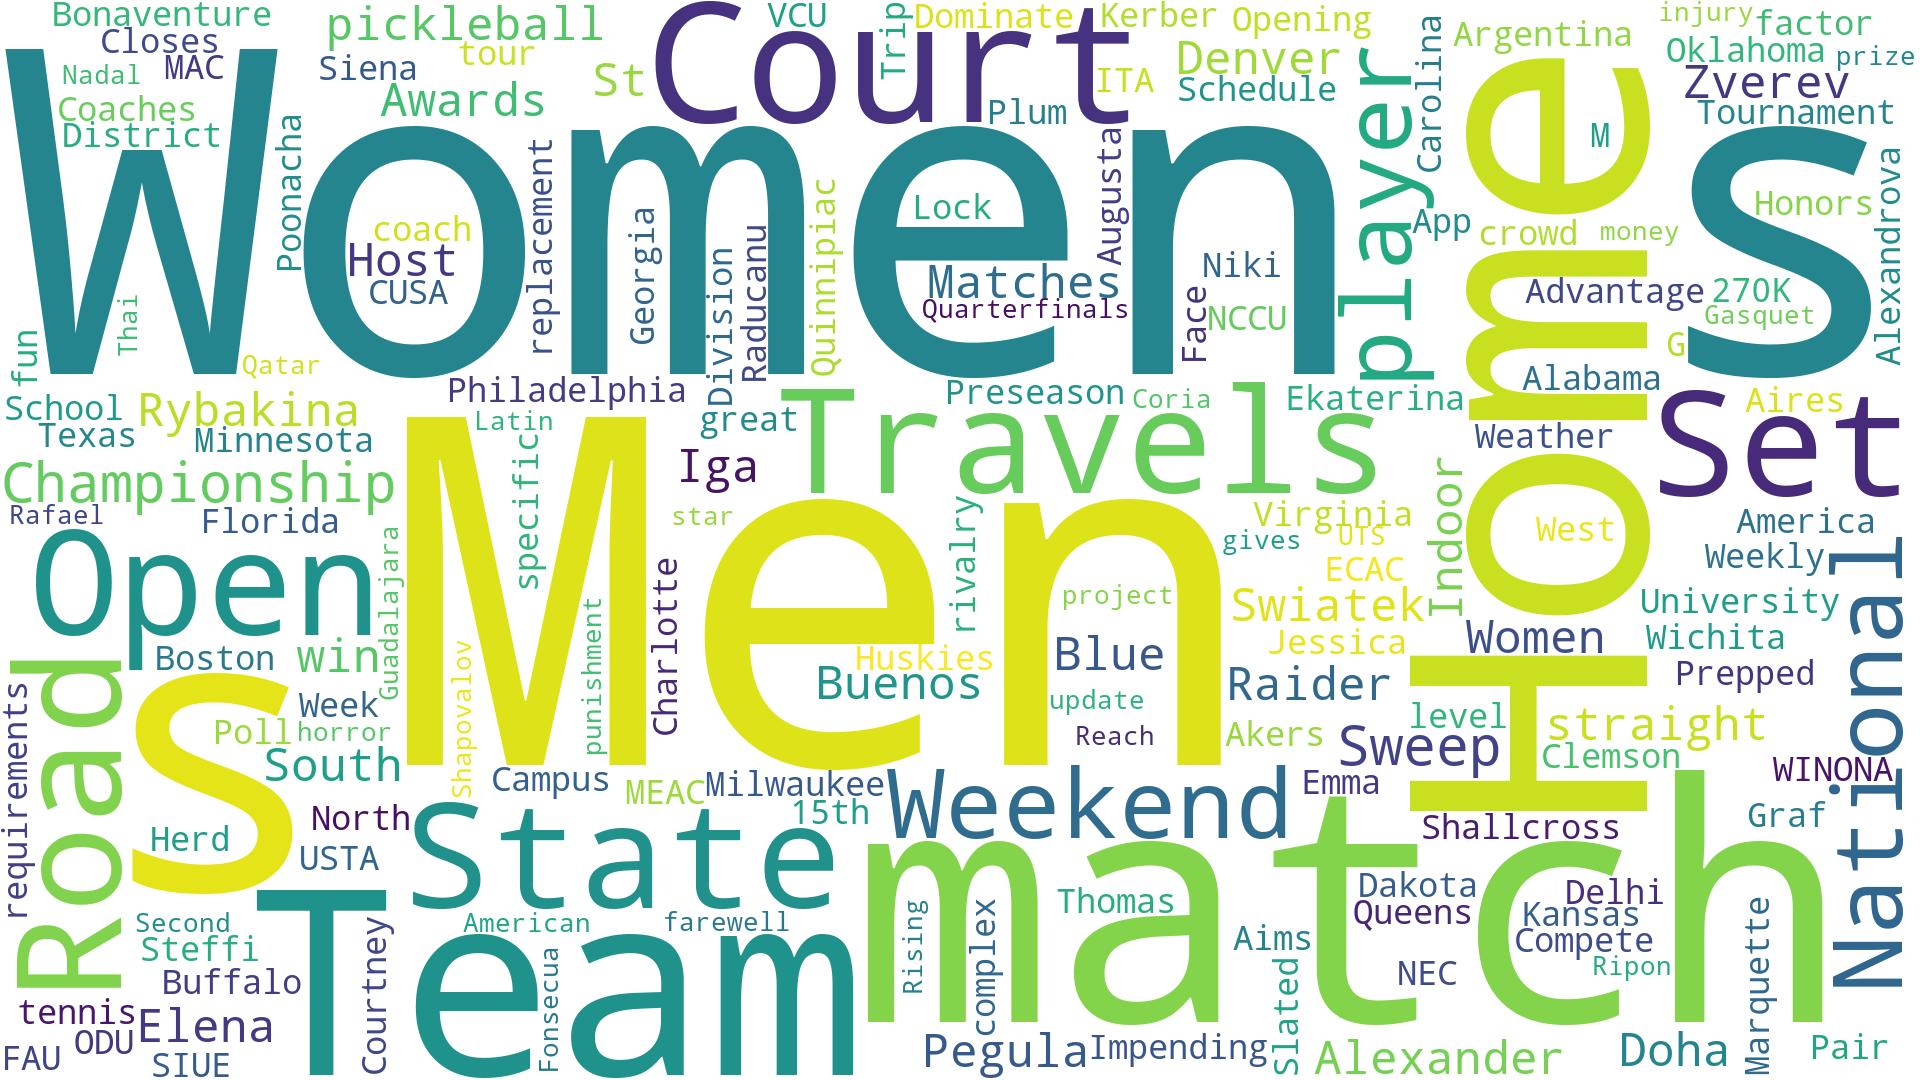 Bonaventure
Closes
MAC
Nadal
Coaches
District
pickleball
Siena
tour
Awards
St
Court
VCU
Trip
Dominate
Kerber
Opening
ITA
Denver
Schedule
Plum
player
Carolina
Argentina
injury
factor
Oklahoma
prize
Zverev
Tournament
M
Women
s
Poonacha
coach
Host
CUSA
replacement
Georgia
Division
Raducanu
Quinnipiac
Lock
Matches
Quarterfinals
Augusta
Niki
Face
NCCU
App
crowd
money
Home
Advantage
270K
Gasquet
G
Honors
Alexandrova
Thai
fun
Qatar
School
Rybakina
Texas
Minnesota
Philadelphia
Latin
great
Travels
Preseason
Coria
Ekaterina
Alabama
Weather
Aires
Set
Championship
Rafael
Florida
Open
Guadalajara
Men
s
specific
Iga
star
rivalry
Virginia
gives
UTS
ECAC
Indoor
West
America
Weekly
National
Boston
win
Week
Poll
horror
South
Shapovalov
punishment
Charlotte
project
Huskies
Buenos
Blue
update
Reach
Swiatek
Jessica
Raider
Akers
Women
University
Wichita
Prepped
level
straight
Sweep
Clemson
WINONA
Road
requirements
Herd
North
USTA
Campus
MEAC
Milwaukee
15th
State
Weekend
Emma
Shallcross
Graf
match
Second
Steffi
Buffalo
tennis
ODU
Elena
FAU
SIUE
Team
Courtney
American
farewell
Fonsecua
Rising
complex
Thomas
Aims
Slated
Dakota
Queens
Delhi
Kansas
Compete
Ripon
NEC
Marquette
Pegula
Impending
Alexander
Doha
Pair